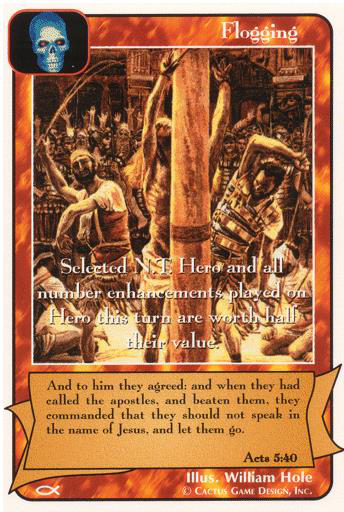 Flogging
Selected N.T. Hero and all
number enhancements played on
Hero this turn are worth half
their value.
And to him they agreed: and when they had
called the apostles, and beaten them, they
commanded that they should not speak in
the name of Jesus, and let them go.
Acts 5:40
Illus. William Hole
© Cactus Game Design, Inc.